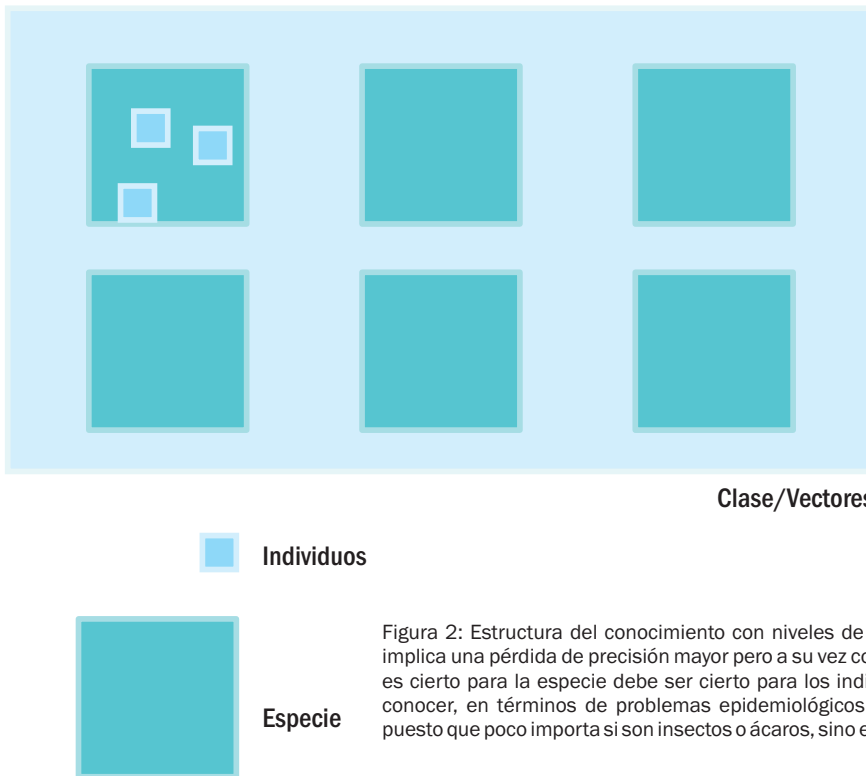 Clase/Vectores
Individuos
Especie
Figura 2: Estructura del conocimiento con niveles de
implica una pérdida de precisión mayor pero a su vez
es cierto para la especie debe ser cierto para los
conocer, en términos de problemas epidemiológicos
puesto que poco importa si son insectos o ácaros, sino